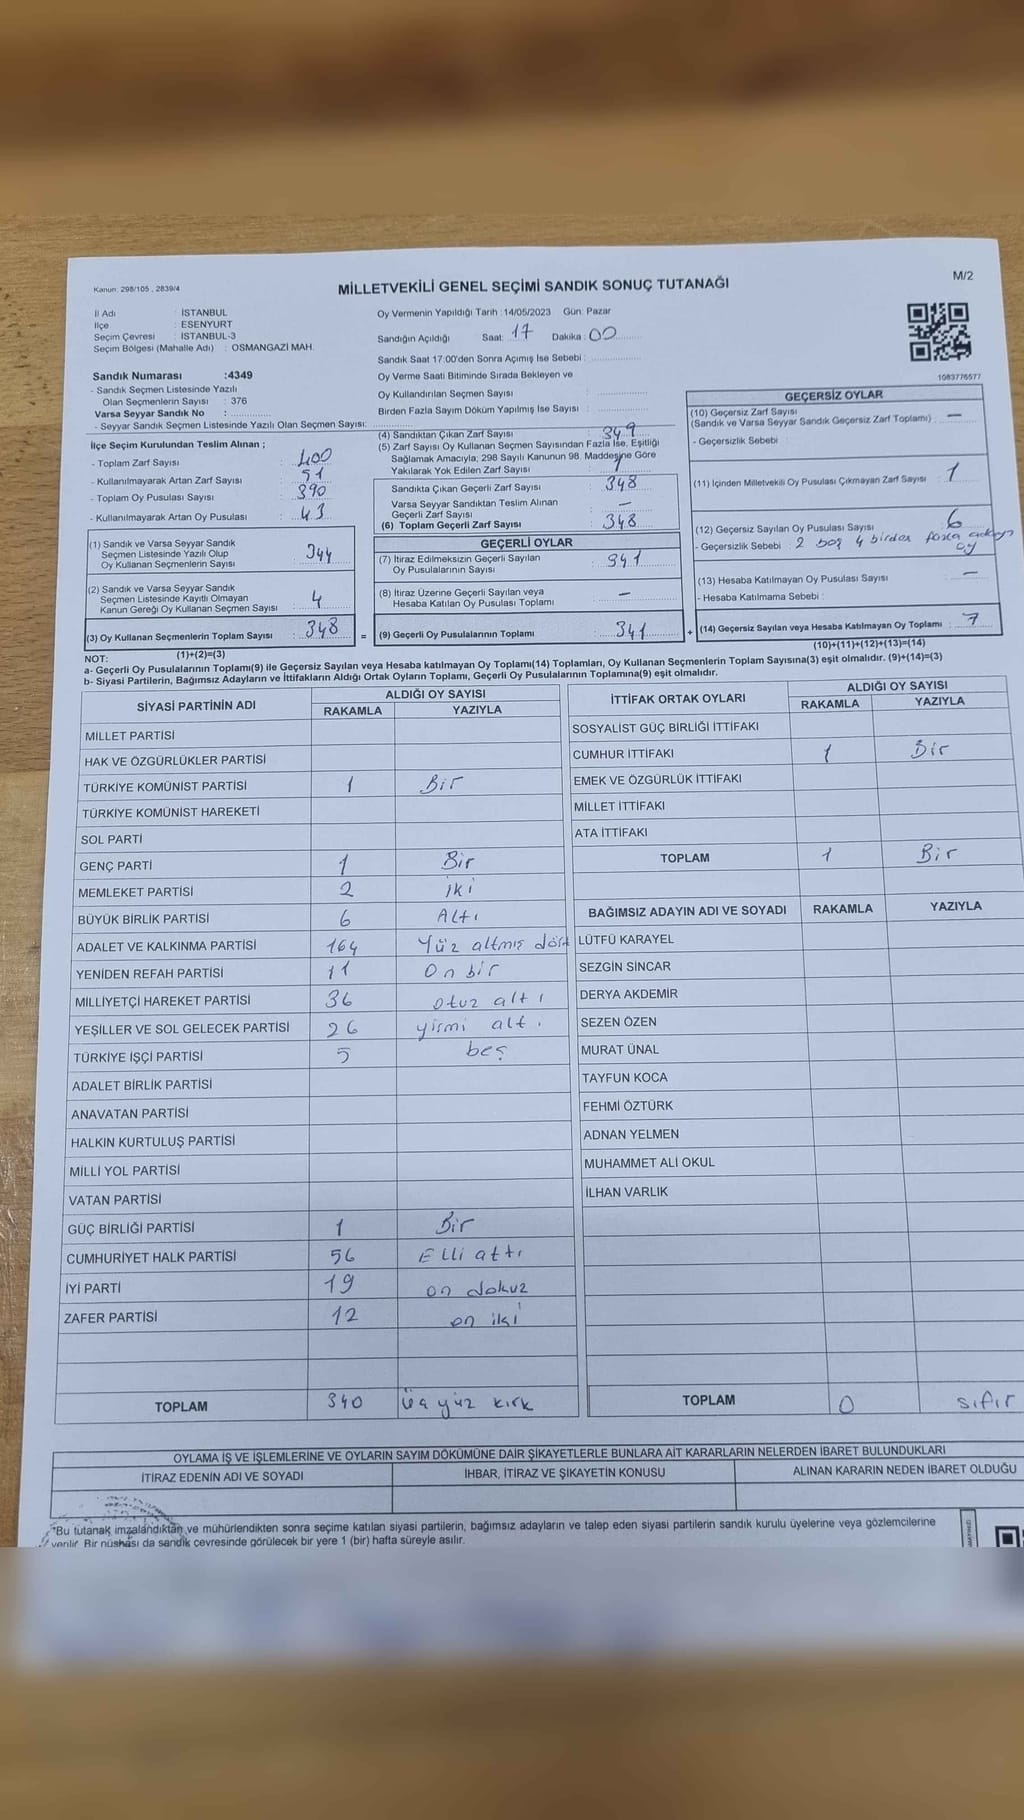 Kanun: 298/105 , 2839/4
MİLLETVEKİLİ GENEL SEÇİMİ SANDIK SONUÇ TUTANAĞI
M/2
İl Adı : İSTANBUL
İlçe : ESENYURT
Seçim Çevresi : İSTANBUL-3
Seçim Bölgesi (Mahalle Adı) : OSMANGAZİ MAH.
Sandık Numarası :4349
- Sandık Seçmen Listesinde Yazılı
Olan Seçmenlerin Sayısı : 376
Varsa Seyyar Sandık No :
- Seyyar Sandık Seçmen Listesinde Yazılı Olan Seçmen Sayısı:
Oy Vermenin Yapıldığı Tarih :14/05/2023 Gün: Pazar
Sandığın Açıldığı Saat: 17 Dakika: 00
Sandık Saat 17:00'den Sonra Açımış İse Sebebi :
Oy Verme Saati Bitiminde Sırada Bekleyen ve
Oy Kullandırılan Seçmen Sayısı :
Birden Fazla Sayım Döküm Yapılmış İse Sayısı :
1083776577
İlçe Seçim Kurulundan Teslim Alınan ;
- Toplam Zarf Sayısı : 400
- Kullanılmayarak Artan Zarf Sayısı : 51
- Toplam Oy Pusulası Sayısı : 390
- Kullanılmayarak Artan Oy Pusulası : 43
(4) Sandıktan Çıkan Zarf Sayısı : 349
(5) Zarf Sayısı Oy Kullanan Seçmen Sayısından Fazla İse, Eşitliği
Sağlamak Amacıyla; 298 Sayılı Kanunun 98. Maddesine Göre
Yakılarak Yok Edilen Zarf Sayısı : 1
Sandıkta Çıkan Geçerli Zarf Sayısı : 348
Varsa Seyyar Sandıktan Teslim Alınan
Geçerli Zarf Sayısı : —
(6) Toplam Geçerli Zarf Sayısı : 348
GEÇERSİZ OYLAR
(10) Geçersiz Zarf Sayısı
(Sandık ve Varsa Seyyar Sandık Geçersiz Zarf Toplamı) : —
- Geçersizlik Sebebi :
(11) İçinden Milletvekili Oy Pusulası Çıkmayan Zarf Sayısı : 1
(12) Geçersiz Sayılan Oy Pusulası Sayısı : 6
- Geçersizlik Sebebi : 2 boş 4 birden fazla
oy
(13) Hesaba Katılmayan Oy Pusulası Sayısı : —
- Hesaba Katılmama Sebebi :
(14) Geçersiz Sayılan veya Hesaba Katılmayan Oy Toplamı : 7
(10)+(11)+(12)+(13)=(14)
(1) Sandık ve Varsa Seyyar Sandık
Seçmen Listesinde Yazılı Olup
Oy Kullanan Seçmenlerin Sayısı : 344
(2) Sandık ve Varsa Seyyar Sandık
Seçmen Listesinde Kayıtlı Olmayan
Kanun Gereği Oy Kullanan Seçmen Sayısı : 4
(3) Oy Kullanan Seçmenlerin Toplam Sayısı : 348 =
(1)+(2)=(3)
GEÇERLİ OYLAR
(7) İtiraz Edilmeksizin Geçerli Sayılan
Oy Pusulalarının Sayısı : 341
(8) İtiraz Üzerine Geçerli Sayılan veya
Hesaba Katılan Oy Pusulası Toplamı : —
(9) Geçerli Oy Pusulalarının Toplamı : 341 +
NOT:
a- Geçerli Oy Pusulalarının Toplamı(9) ile Geçersiz Sayılan veya Hesaba katılmayan Oy Toplamı(14) Toplamları, Oy Kullanan Seçmenlerin Toplam Sayısına(3) eşit olmalıdır. (9)+(14)=(3)
b- Siyasi Partilerin, Bağımsız Adayların ve İttifakların Aldığı Ortak Oyların Toplamı, Geçerli Oy Pusulalarının Toplamına(9) eşit olmalıdır.
SİYASİ PARTİNİN ADI ALDIĞI OY SAYISI
RAKAMLA YAZIYLA
MİLLET PARTİSİ
HAK VE ÖZGÜRLÜKLER PARTİSİ
TÜRKİYE KOMÜNİST PARTİSİ 1 Bir
TÜRKİYE KOMÜNİST HAREKETİ
SOL PARTİ
GENÇ PARTİ 1 Bir
MEMLEKET PARTİSİ 2 iki
BÜYÜK BİRLİK PARTİSİ 6 Altı
ADALET VE KALKINMA PARTİSİ 164 Yüz altmış dört
YENİDEN REFAH PARTİSİ 11 On bir
MİLLİYETÇİ HAREKET PARTİSİ 36 otuz altı
YEŞİLLER VE SOL GELECEK PARTİSİ 26 yirmi altı
TÜRKİYE İŞÇİ PARTİSİ 5 beş
ADALET BİRLİK PARTİSİ
ANAVATAN PARTİSİ
HALKIN KURTULUŞ PARTİSİ
MİLLİ YOL PARTİSİ
VATAN PARTİSİ
GÜÇ BİRLİĞİ PARTİSİ 1 Bir
CUMHURİYET HALK PARTİSİ 56 Elli altı
İYİ PARTİ 19 on dokuz
ZAFER PARTİSİ 12 on iki
TOPLAM 340 üç yüz kırk
İTTİFAK ORTAK OYLARI ALDIĞI OY SAYISI
RAKAMLA YAZIYLA
SOSYALİST GÜÇ BİRLİĞİ İTTİFAKI
CUMHUR İTTİFAKI 1 Bir
EMEK VE ÖZGÜRLÜK İTTİFAKI
MİLLET İTTİFAKI
ATA İTTİFAKI
TOPLAM 1 Bir
BAĞIMSIZ ADAYIN ADI VE SOYADI RAKAMLA YAZIYLA
LÜTFÜ KARAYEL
SEZGİN SİNCAR
DERYA AKDEMİR
SEZEN ÖZEN
MURAT ÜNAL
TAYFUN KOCA
FEHMİ ÖZTÜRK
ADNAN YELMEN
MUHAMMET ALİ OKUL
İLHAN VARLIK
TOPLAM 0 sıfır
OYLAMA İŞ VE İŞLEMLERİNE VE OYLARIN SAYIM DÖKÜMÜNE DAİR ŞİKAYETLERLE BUNLARA AİT KARARLARIN NELERDEN İBARET BULUNDUKLARI
İTİRAZ EDENİN ADI VE SOYADI İHBAR, İTİRAZ VE ŞİKAYETİN KONUSU ALINAN KARARIN NEDEN İBARET OLDUĞU
*Bu tutanak imzalandıktan ve mühürlendikten sonra seçime katılan siyasi partilerin, bağımsız adayların ve talep eden siyasi partilerin sandık kurulu üyelerine veya gözlemcilerine
verilir. Bir nüshası da sandık çevresinde görülecek bir yere 1 (bir) hafta süreyle asılır.